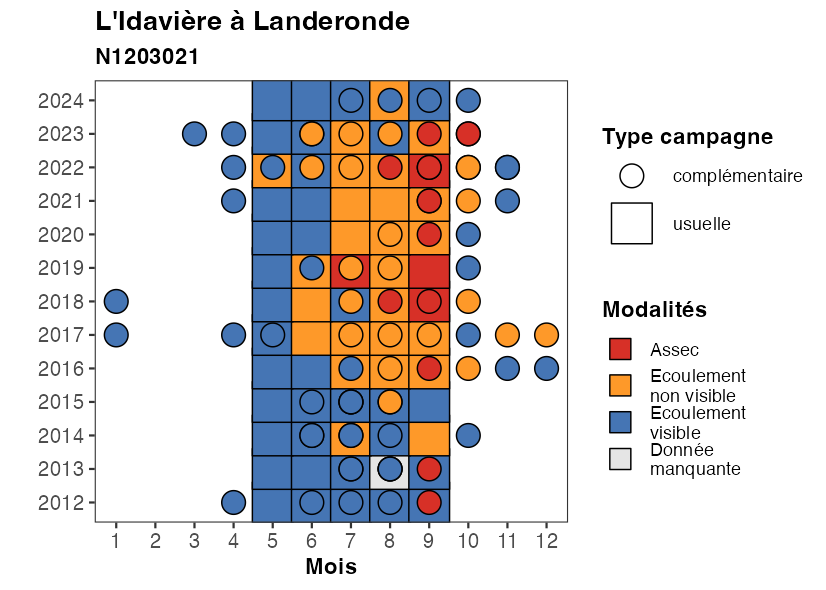 L'Idavière à Landeronde
N1203021
2024
2023
2022
2021
2020
2019
2018
2017
2016
2015
2014
2013
2012
1 2 3 4 5 6 7 8 9 10 11 12
Mois
Type campagne
complémentaire
usuelle
Modalités
Assec
Ecoulement
non visible
Ecoulement
visible
Donnée
manquante